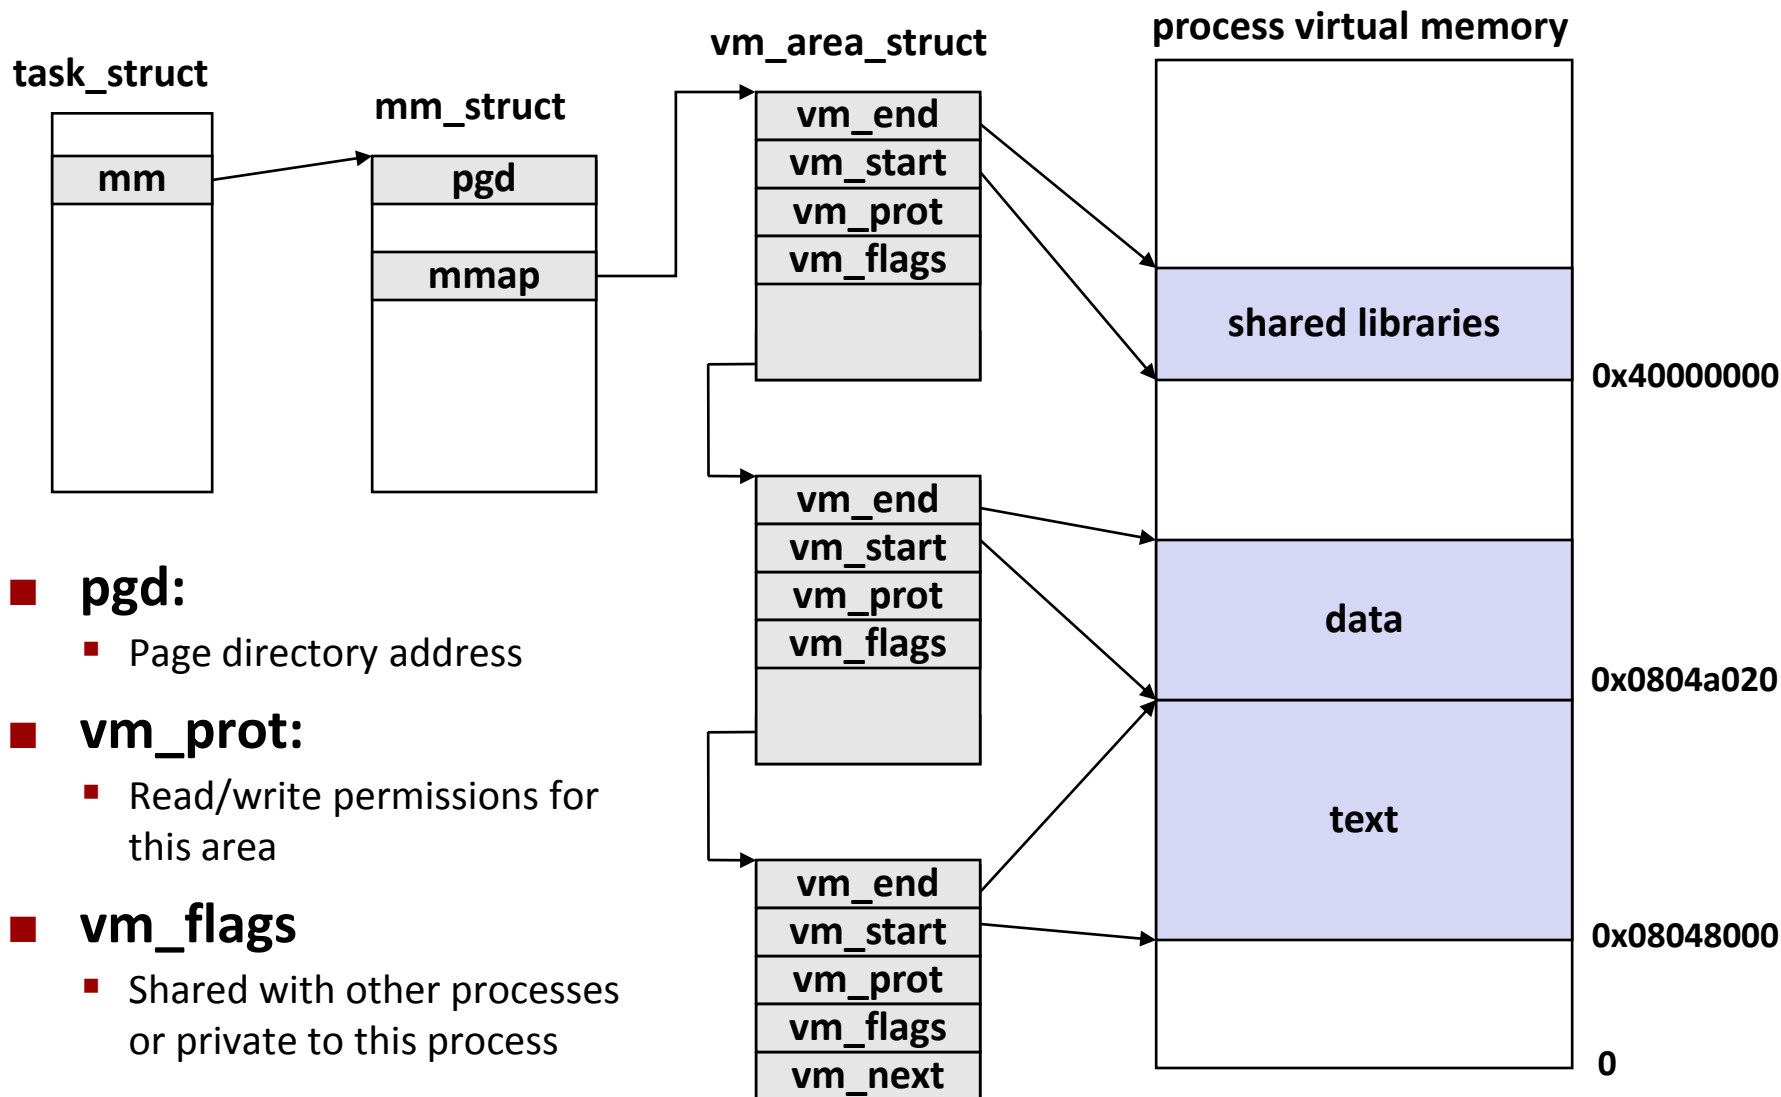 process virtual memory
vm_area_struct
task_struct
mm_struct
vm_end
vm_start
mm
pgd
vm_prot
vm_flags
mmap
shared libraries
0x40000000
vm_end
vm_start
vm_prot
vm_flags
data
0x0804a020
■ pgd:
▪ Page directory address
■ vm_prot:
▪ Read/write permissions for
this area
■ vm_flags
▪ Shared with other processes
or private to this process
text
vm_end
vm_start
0x08048000
vm_prot
vm_flags
vm_next
0